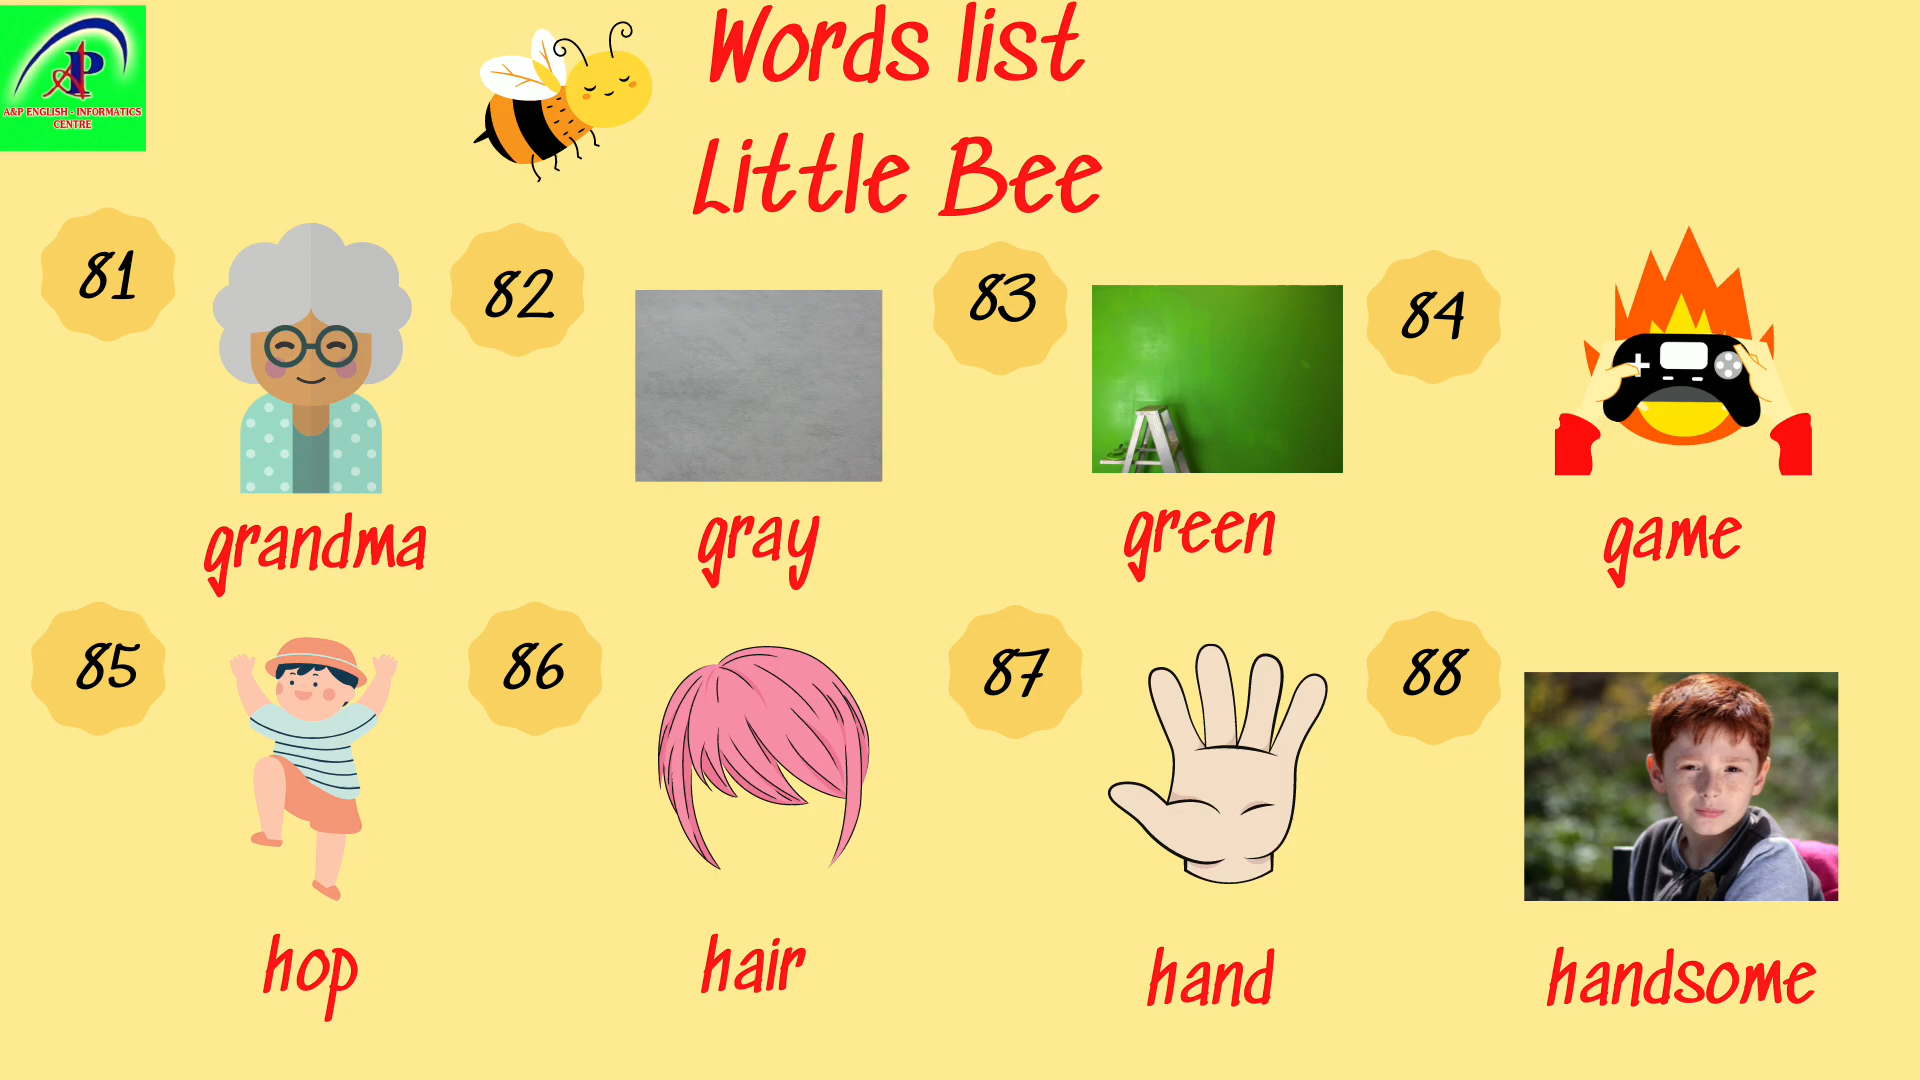 A&P ENGLISH - INFORMATICS
CENTRE
Words list
Little Bee
81
82
83
84
grandma
gray
green
game
85
86
87
88
hop
hair
hand
handsome